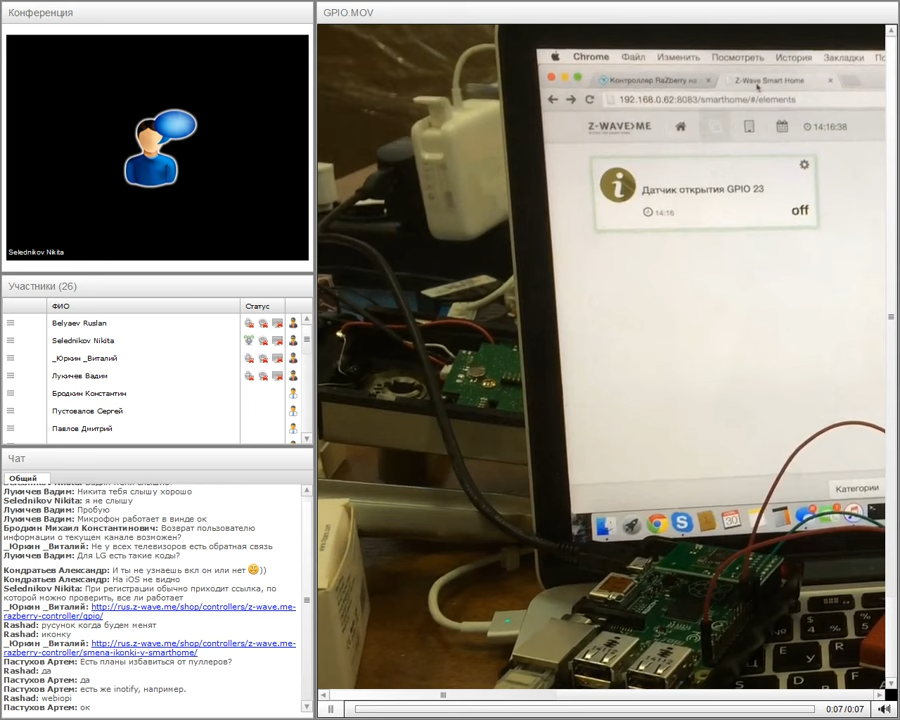 Конференция
Selednikov Nikita
Участники (26)
ФИО
Статус
Belyaev Ruslan
Selednikov Nikita
_Юркин _Виталий
Лукичев Вадим
Бродкин Константин
Пустовалов Сергей
Павлов Дмитрий
Чат
Общий
Лукичев Вадим: Никита тебя слышу хорошо
Selednikov Nikita: я не слышу
Лукичев Вадим: Пробую
Лукичев Вадим: Микрофон работает в винде ок
Бродкин Михаил Константинович: Возврат пользователю
информации о текущем канале возможен?
_Юркин _Виталий: Не у всех телевизоров есть обратная связь
Лукичев Вадим: Для LG есть такие коды?
Кондратьев Александр: И ты не узнаешь вкл он или нет ))
Кондратьев Александр: На iOS не видно
Selednikov Nikita: При регистрации обычно приходит ссылка, по
которой можно проверить, все ли работает
_Юркин _Виталий: http://rus.z-wave.me/shop/controllers/z-wave.me-
razberry-controller/gpio/
Rashad: русунок когда будем менят
Rashad: иконку
_Юркин _Виталий: http://rus.z-wave.me/shop/controllers/z-wave.me-
razberry-controller/smena-ikonki-v-smarthome/
Пастухов Артем: Есть планы избавиться от пуллеров?
Rashad: да
Пастухов Артем: да
Пастухов Артем: есть же inotify, например.
Rashad: webiopi
Пастухов Артем: ок
GPIO.MOV
Chrome Файл Изменить Посмотреть История Закладки
Контроллер RaZberry на
Z-Wave Smart Home
192.168.0.62:8083/smarthome/#/elements
Z-WAVE>ME
14:16:38
Датчик открытия GPIO 23
14:16
off
Категории
30
0:07/0:07